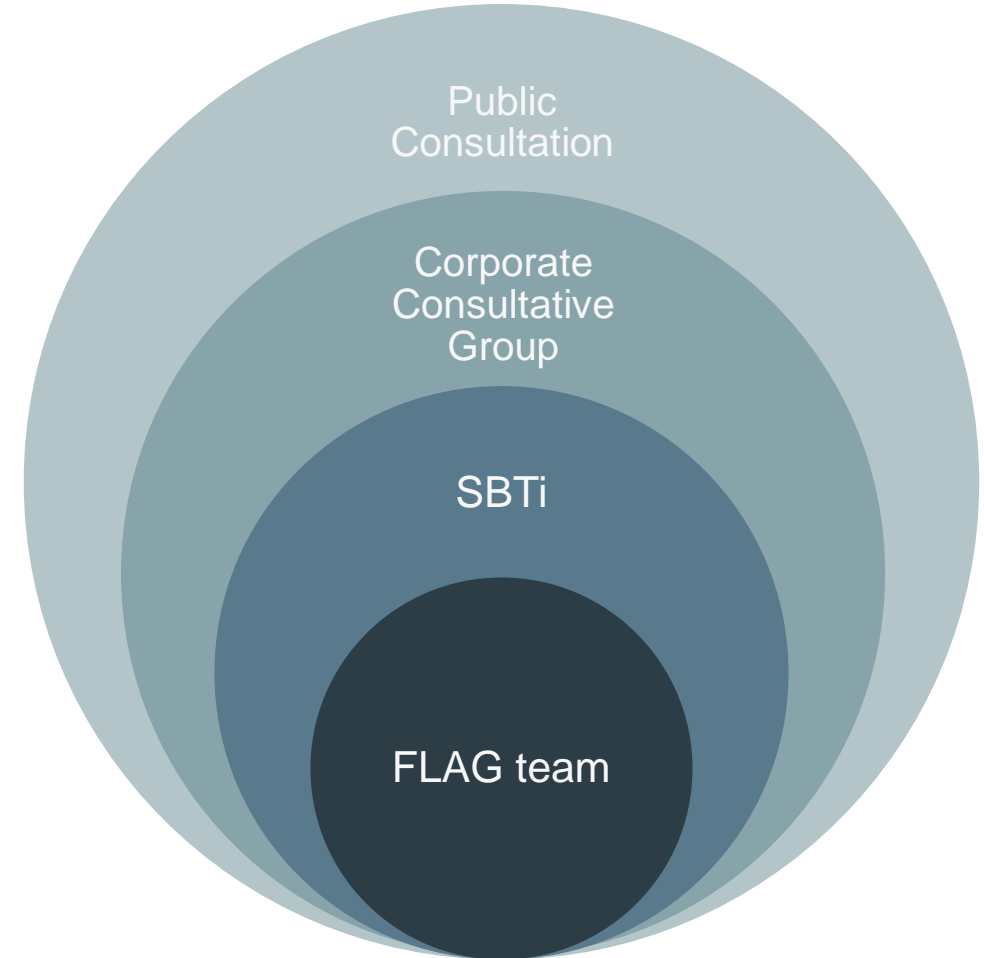 Public
Consultation
Corporate
Consultative
Group
SBTi
FLAG team